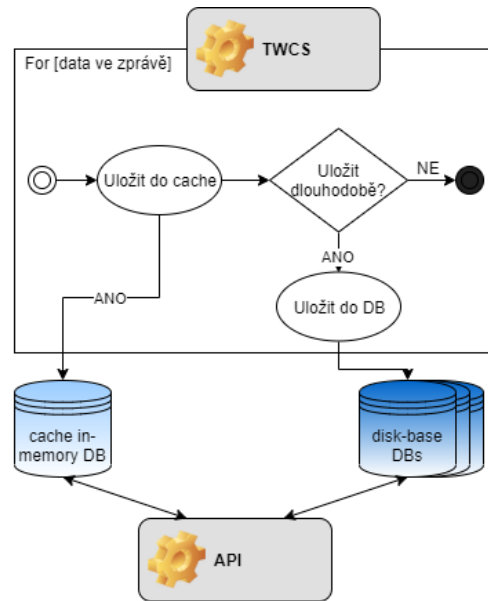 TWCS
For [data ve zprávě]
Uložit do cache
Uložit
dlouhodobě?
NE
ANO
ANO
Uložit do DB
cache in-
memory DB
disk-base
DBs
API